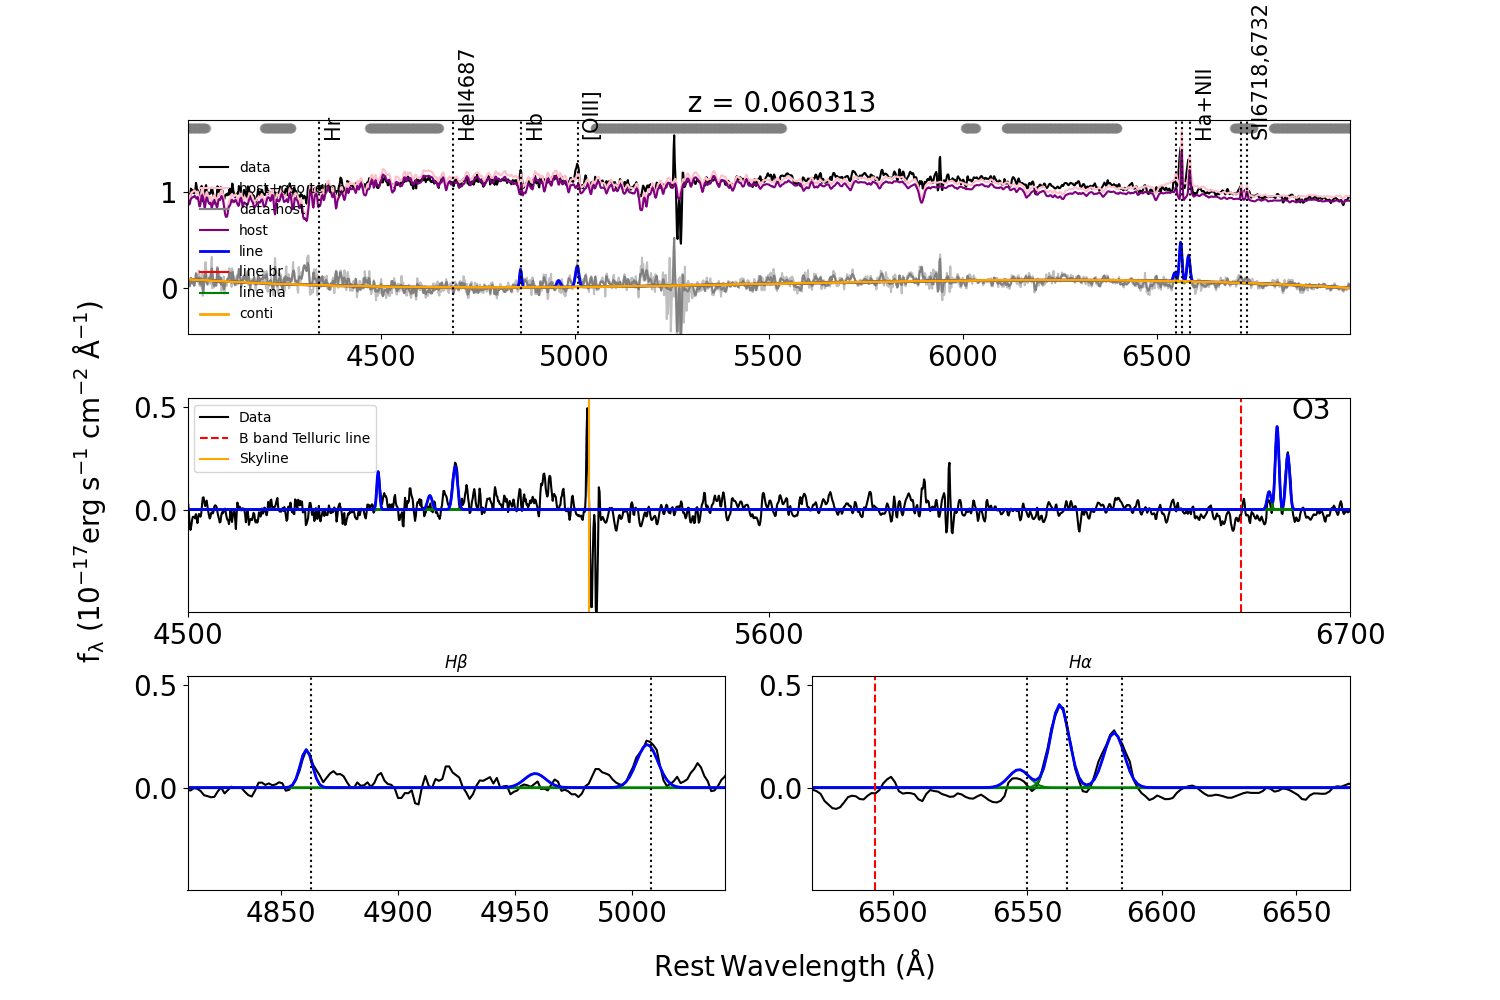 z = 0.060313
Hr
HeII4687
Hb
[OIII]
Ha+NII
SII6718,6732
data
data-host
host
line
line br
line na
conti
1
0
4500 5000 5500 6000 6500
f_λ (10^−17 erg s^−1 cm^−2 Å^−1)
0.5
0.0
Data
B band Telluric line
Skyline
O3
4500 5600 6700
Hβ
0.5
0.0
4850 4900 4950 5000
Hα
0.5
0.0
6500 6550 6600 6650
Rest Wavelength (Å)